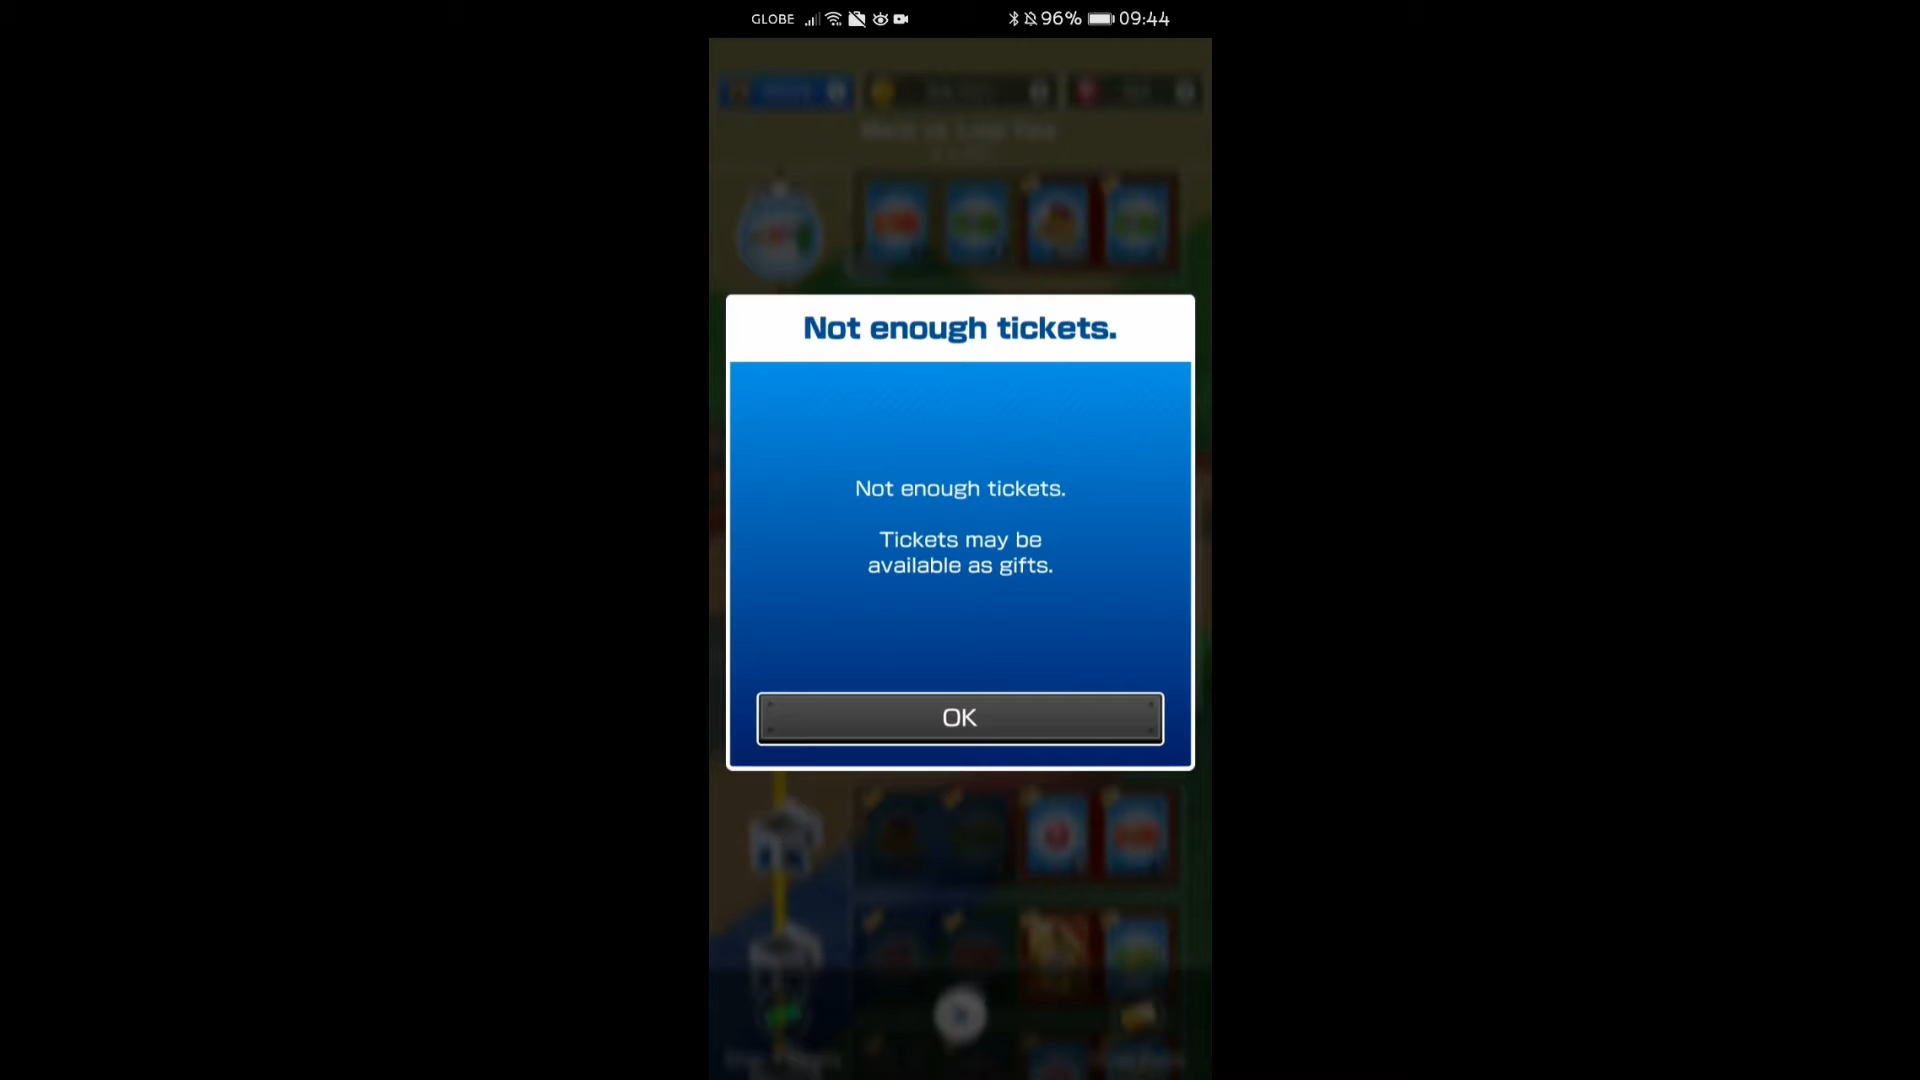 GLOBE 96% 09:44
Not enough tickets.
Not enough tickets.
Tickets may be
available as gifts.
OK